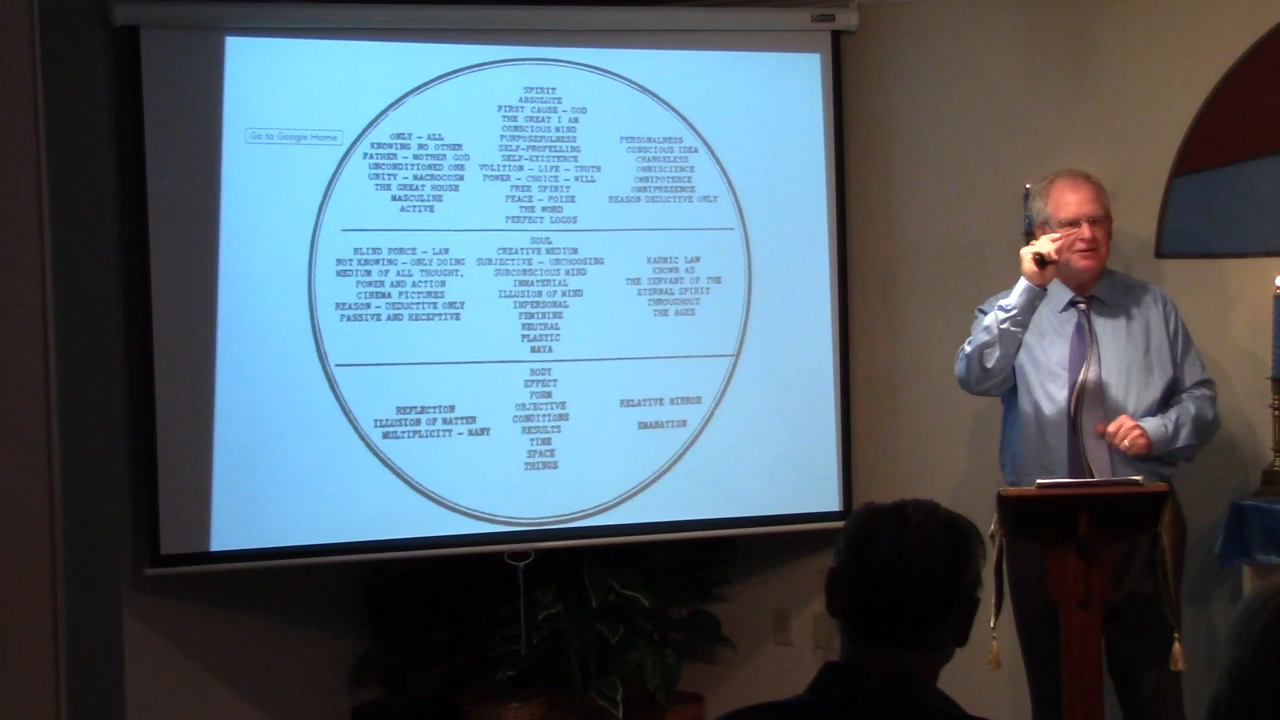 Go to Google Home
SPIRIT
ABSOLUTE
FIRST CAUSE — GOD
THE GREAT I AM
CONSCIOUS MIND
PURPOSEFULNESS
SELF-PROPELLING
SELF-EXISTENCE
VOLITION — LIFE — TRUTH
POWER — CHOICE — WILL
FREE SPIRIT
PEACE — POISE
THE WORD
PERFECT LOGOS
ONLY — ALL
KNOWING NO OTHER
FATHER — MOTHER GOD
UNCONDITIONED ONE
UNITY — MACROCOSM
THE GREAT HOUSE
MASCULINE
ACTIVE
PERSONALNESS
CONSCIOUS IDEA
CHANGELESS
OMNISCIENCE
OMNIPOTENCE
OMNIPRESENCE
REASON DEDUCTIVE ONLY
BLIND FORCE — LAW
NOT KNOWING — ONLY DOING
MEDIUM OF ALL THOUGHT,
POWER AND ACTION
CINEMA PICTURES
REASON — DEDUCTIVE ONLY
PASSIVE AND RECEPTIVE
SOUL
CREATIVE MEDIUM
SUBJECTIVE — UNCHOOSING
SUBCONSCIOUS MIND
IMMATERIAL
ILLUSION OF MIND
IMPERSONAL
FEMININE
NEUTRAL
PLASTIC
MAYA
KARMIC LAW
KNOWN AS
THE SERVANT OF THE
ETERNAL SPIRIT
THROUGHOUT
THE AGES
REFLECTION
ILLUSION OF MATTER
MULTIPLICITY — MANY
BODY
EFFECT
FORM
OBJECTIVE
CONDITIONS
RESULTS
TIME
SPACE
THINGS
RELATIVE MIRROR
EMANATION